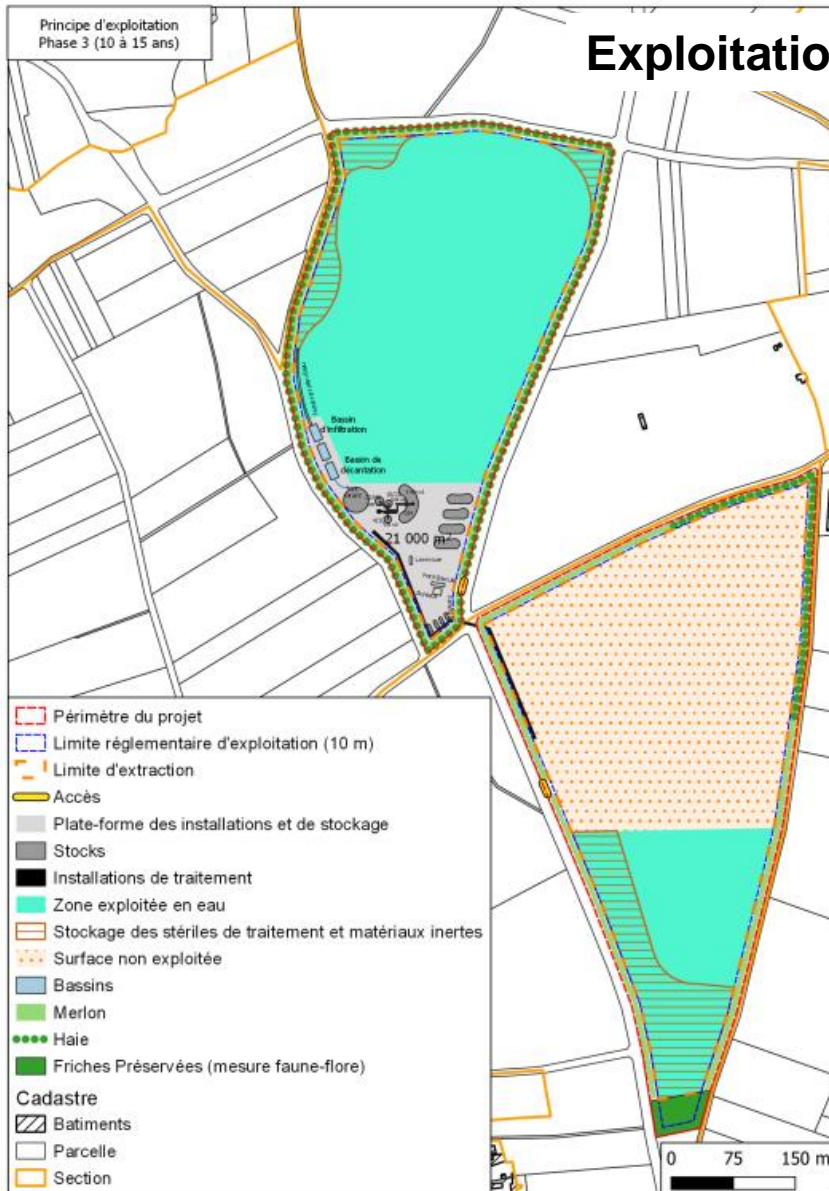 Principe d'exploitation
Phase 3 (10 à 15 ans)
Exploitatio
Bassin
d'infiltration
Bassin de
décantation
21 000 m²
Périmètre du projet
Limite réglementaire d'exploitation (10 m)
Limite d'extraction
Accès
Plate-forme des installations et de stockage
Stocks
Installations de traitement
Zone exploitée en eau
Stockage des stériles de traitement et matériaux inertes
Surface non exploitée
Bassins
Merlon
Haie
Friches Préservées (mesure faune-flore)
Cadastre
Batiments
Parcelle
Section
0 75 150 m